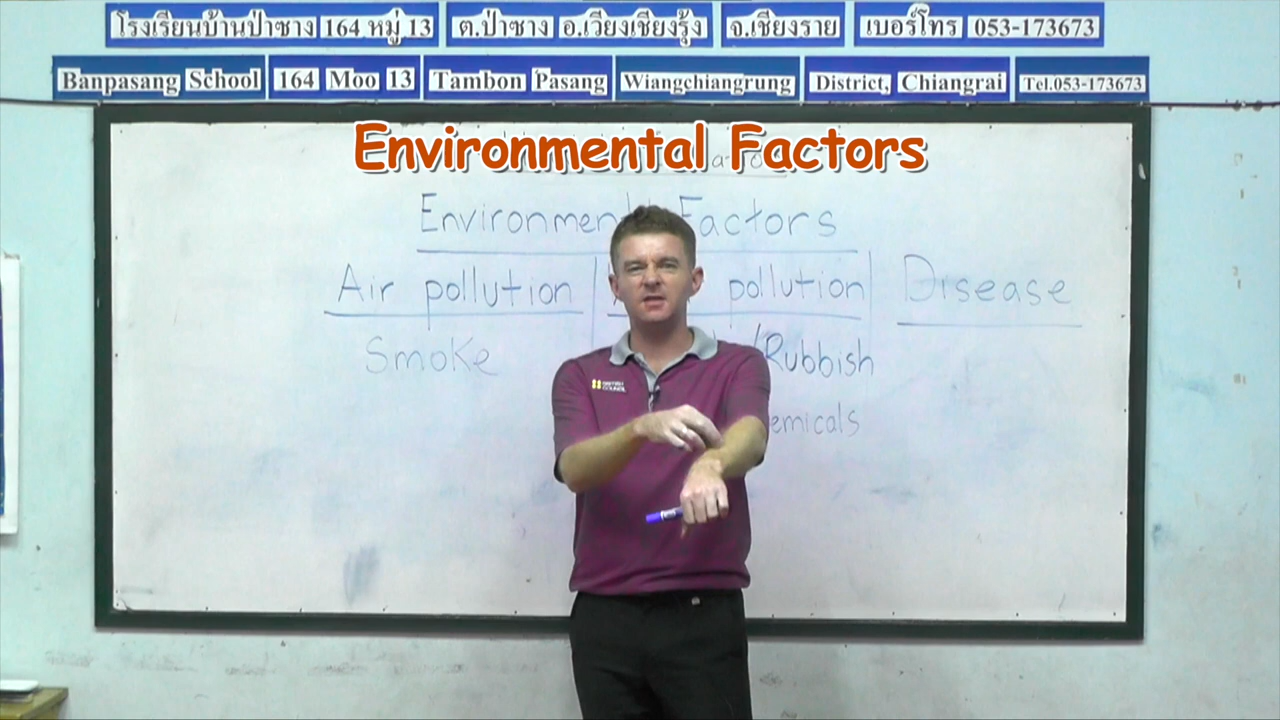 โรงเรียนบ้านป่าซาง 164 หมู่ 13 ต.ป่าซาง อ.เวียงเชียงรุ้ง จ.เชียงราย เบอร์โทร 053-173673
Banpasang School 164 Moo 13 Tambon Pasang Wiangchiangrung District, Chiangrai Tel.053-173673
Environmental Factors
Environmental Factors
Air pollution pollution Disease
Smoke /Rubbish
emicals
BRITISH COUNCIL